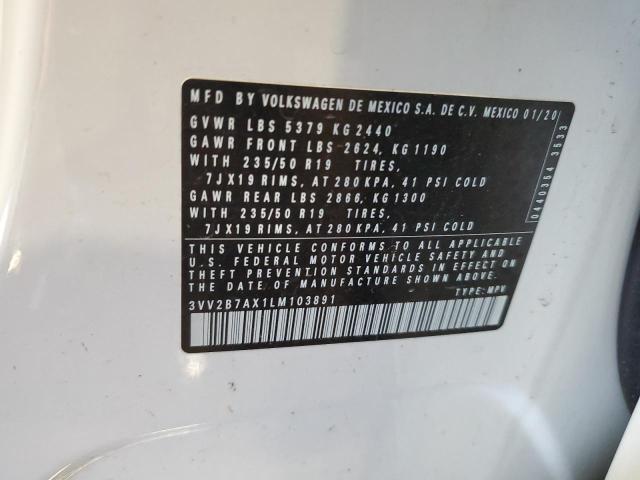 MFD BY VOLKSWAGEN DE MEXICO S.A. DE C.V. MEXICO 01/20
GVWR LBS 5379 KG 2440
GAWR FRONT LBS 2624, KG 1190
WITH 235/50 R19 TIRES,
7JX19 RIMS, AT 280 KPA, 41 PSI COLD
GAWR REAR LBS 2866, KG 1300
WITH 235/50 R19 TIRES,
7JX19 RIMS, AT 280 KPA, 41 PSI COLD
THIS VEHICLE CONFORMS TO ALL APPLICABLE
U.S. FEDERAL MOTOR VEHICLE SAFETY AND
THEFT PREVENTION STANDARDS IN EFFECT ON
THE DATE OF MANUFACTURE SHOWN ABOVE.
3VV2B7AX1LM103891 TYPE: MPV
0440354 3533